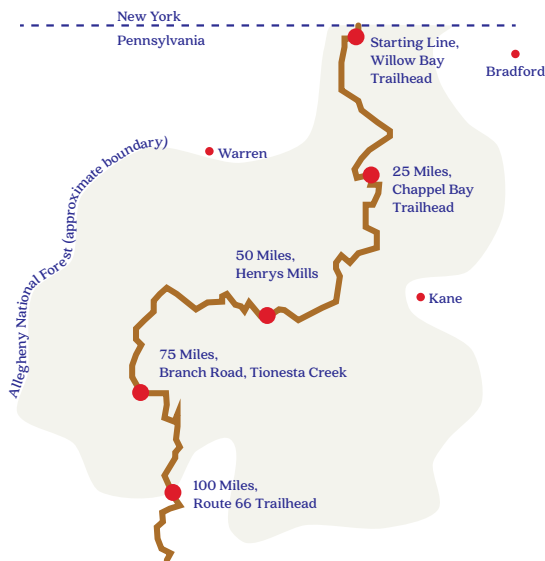 New York
Pennsylvania
Starting Line,
Willow Bay
Trailhead
Bradford
Allegheny National Forest (approximate boundary)
Warren
25 Miles,
Chappel Bay
Trailhead
50 Miles,
Henrys Mills
Kane
75 Miles,
Branch Road, Tionesta Creek
100 Miles,
Route 66 Trailhead